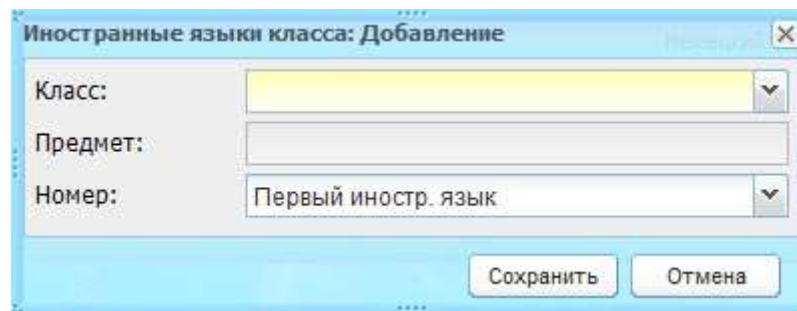 Иностранные языки класса: Добавление
Класс:
Предмет:
Номер: Первый иностр. язык
Сохранить Отмена